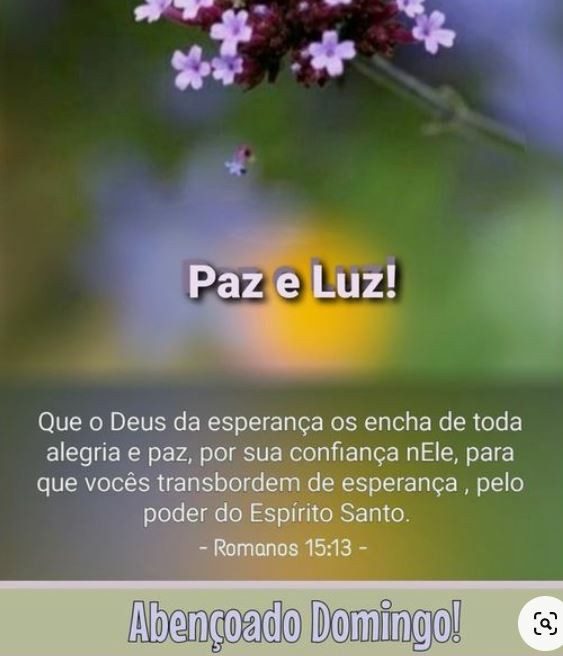 Paz e Luz!
Que o Deus da esperança os encha de toda
alegria e paz, por sua confiança nEle, para
que vocês transbordem de esperança , pelo
poder do Espírito Santo.
- Romanos 15:13 -
Abençoado Domingo!